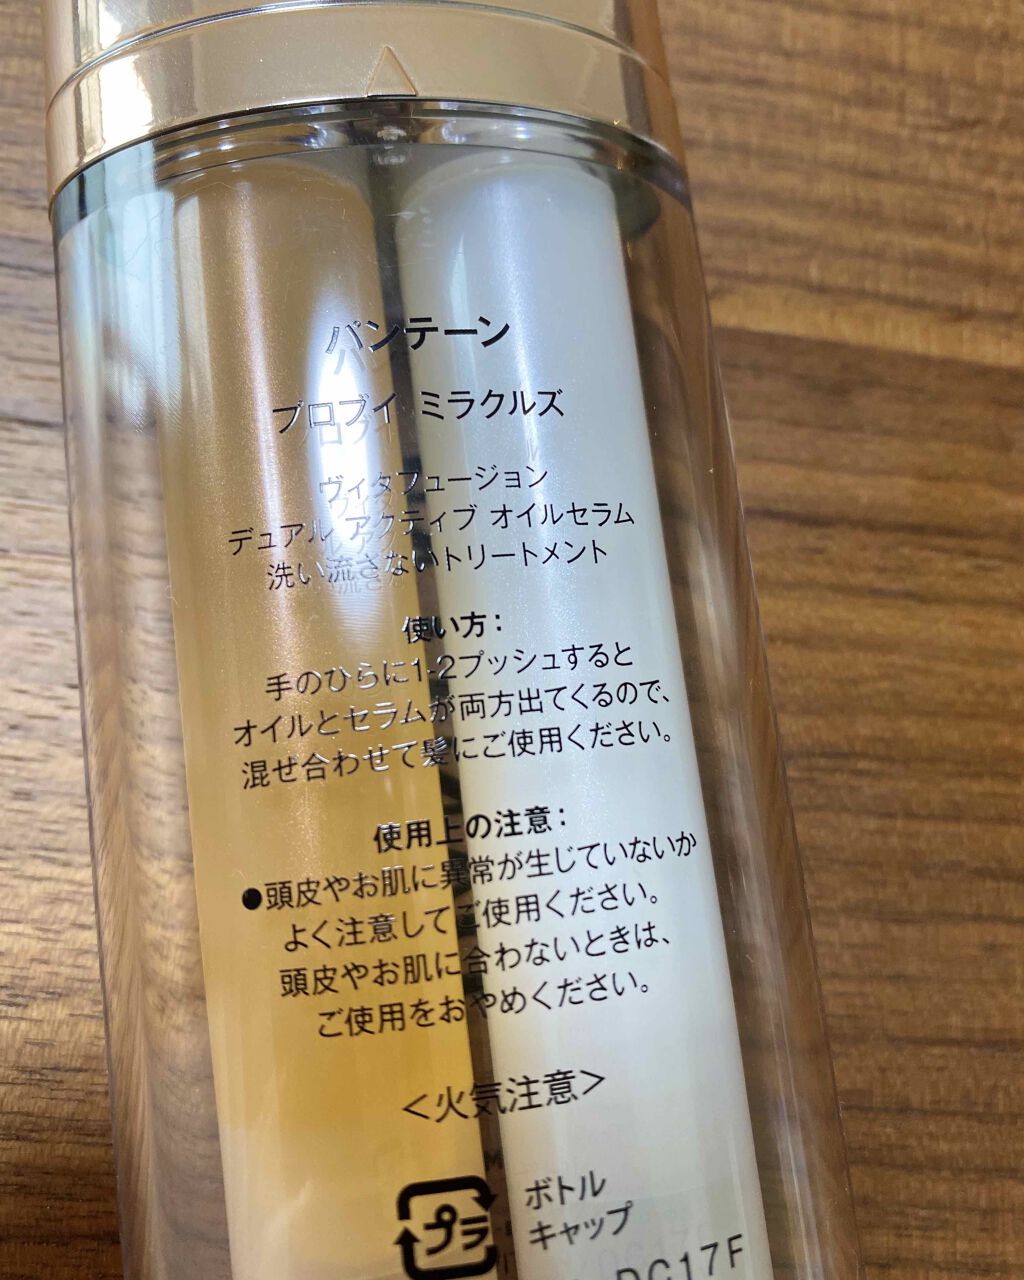 パンテーン
プロブイ ミラクルズ
ヴィタフュージョン
デュアル アクティブ オイルセラム
洗い流さないトリートメント
使い方：
手のひらに1-2プッシュすると
オイルとセラムが両方出てくるので、
混ぜ合わせて髪にご使用ください。
使用上の注意：
●頭皮やお肌に異常が生じていないか
よく注意してご使用ください。
頭皮やお肌に合わないときは、
ご使用をおやめください。
＜火気注意＞
プラ
ボトル
キャップ
DC17F